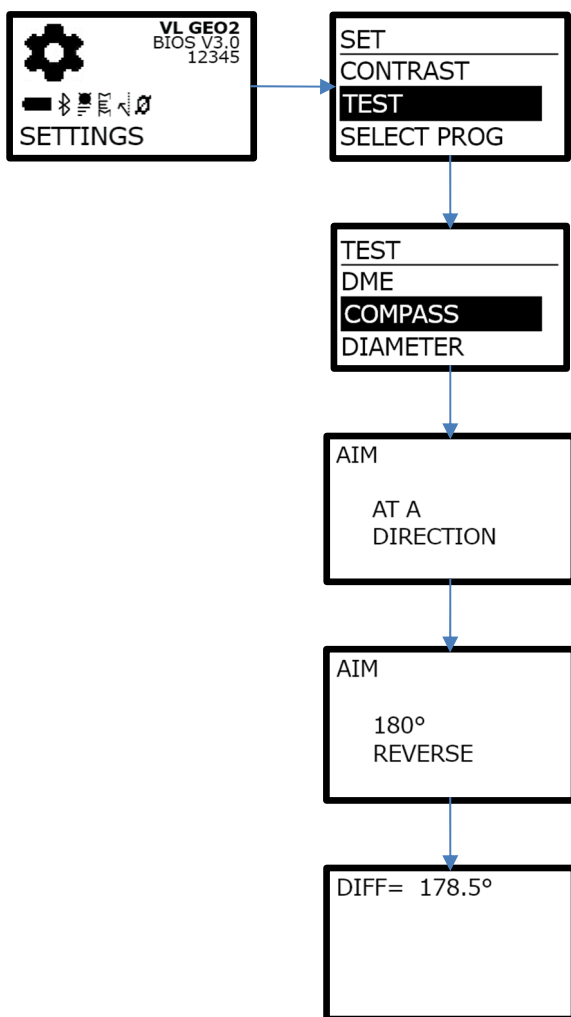 VL GEO2
BIOS V3.0
12345
SETTINGS
SET
CONTRAST
TEST
SELECT PROG
TEST
DME
COMPASS
DIAMETER
AIM
AT A
DIRECTION
AIM
180°
REVERSE
DIFF= 178.5°